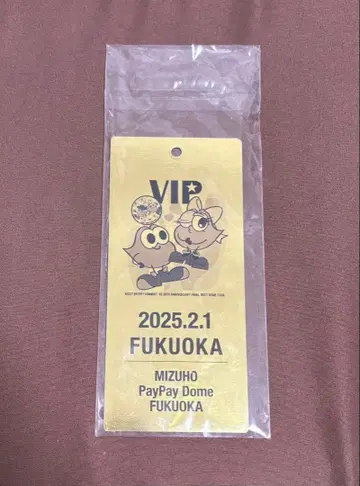 VIP
2025.2.1
FUKUOKA
MIZUHO
PayPay Dome
FUKUOKA